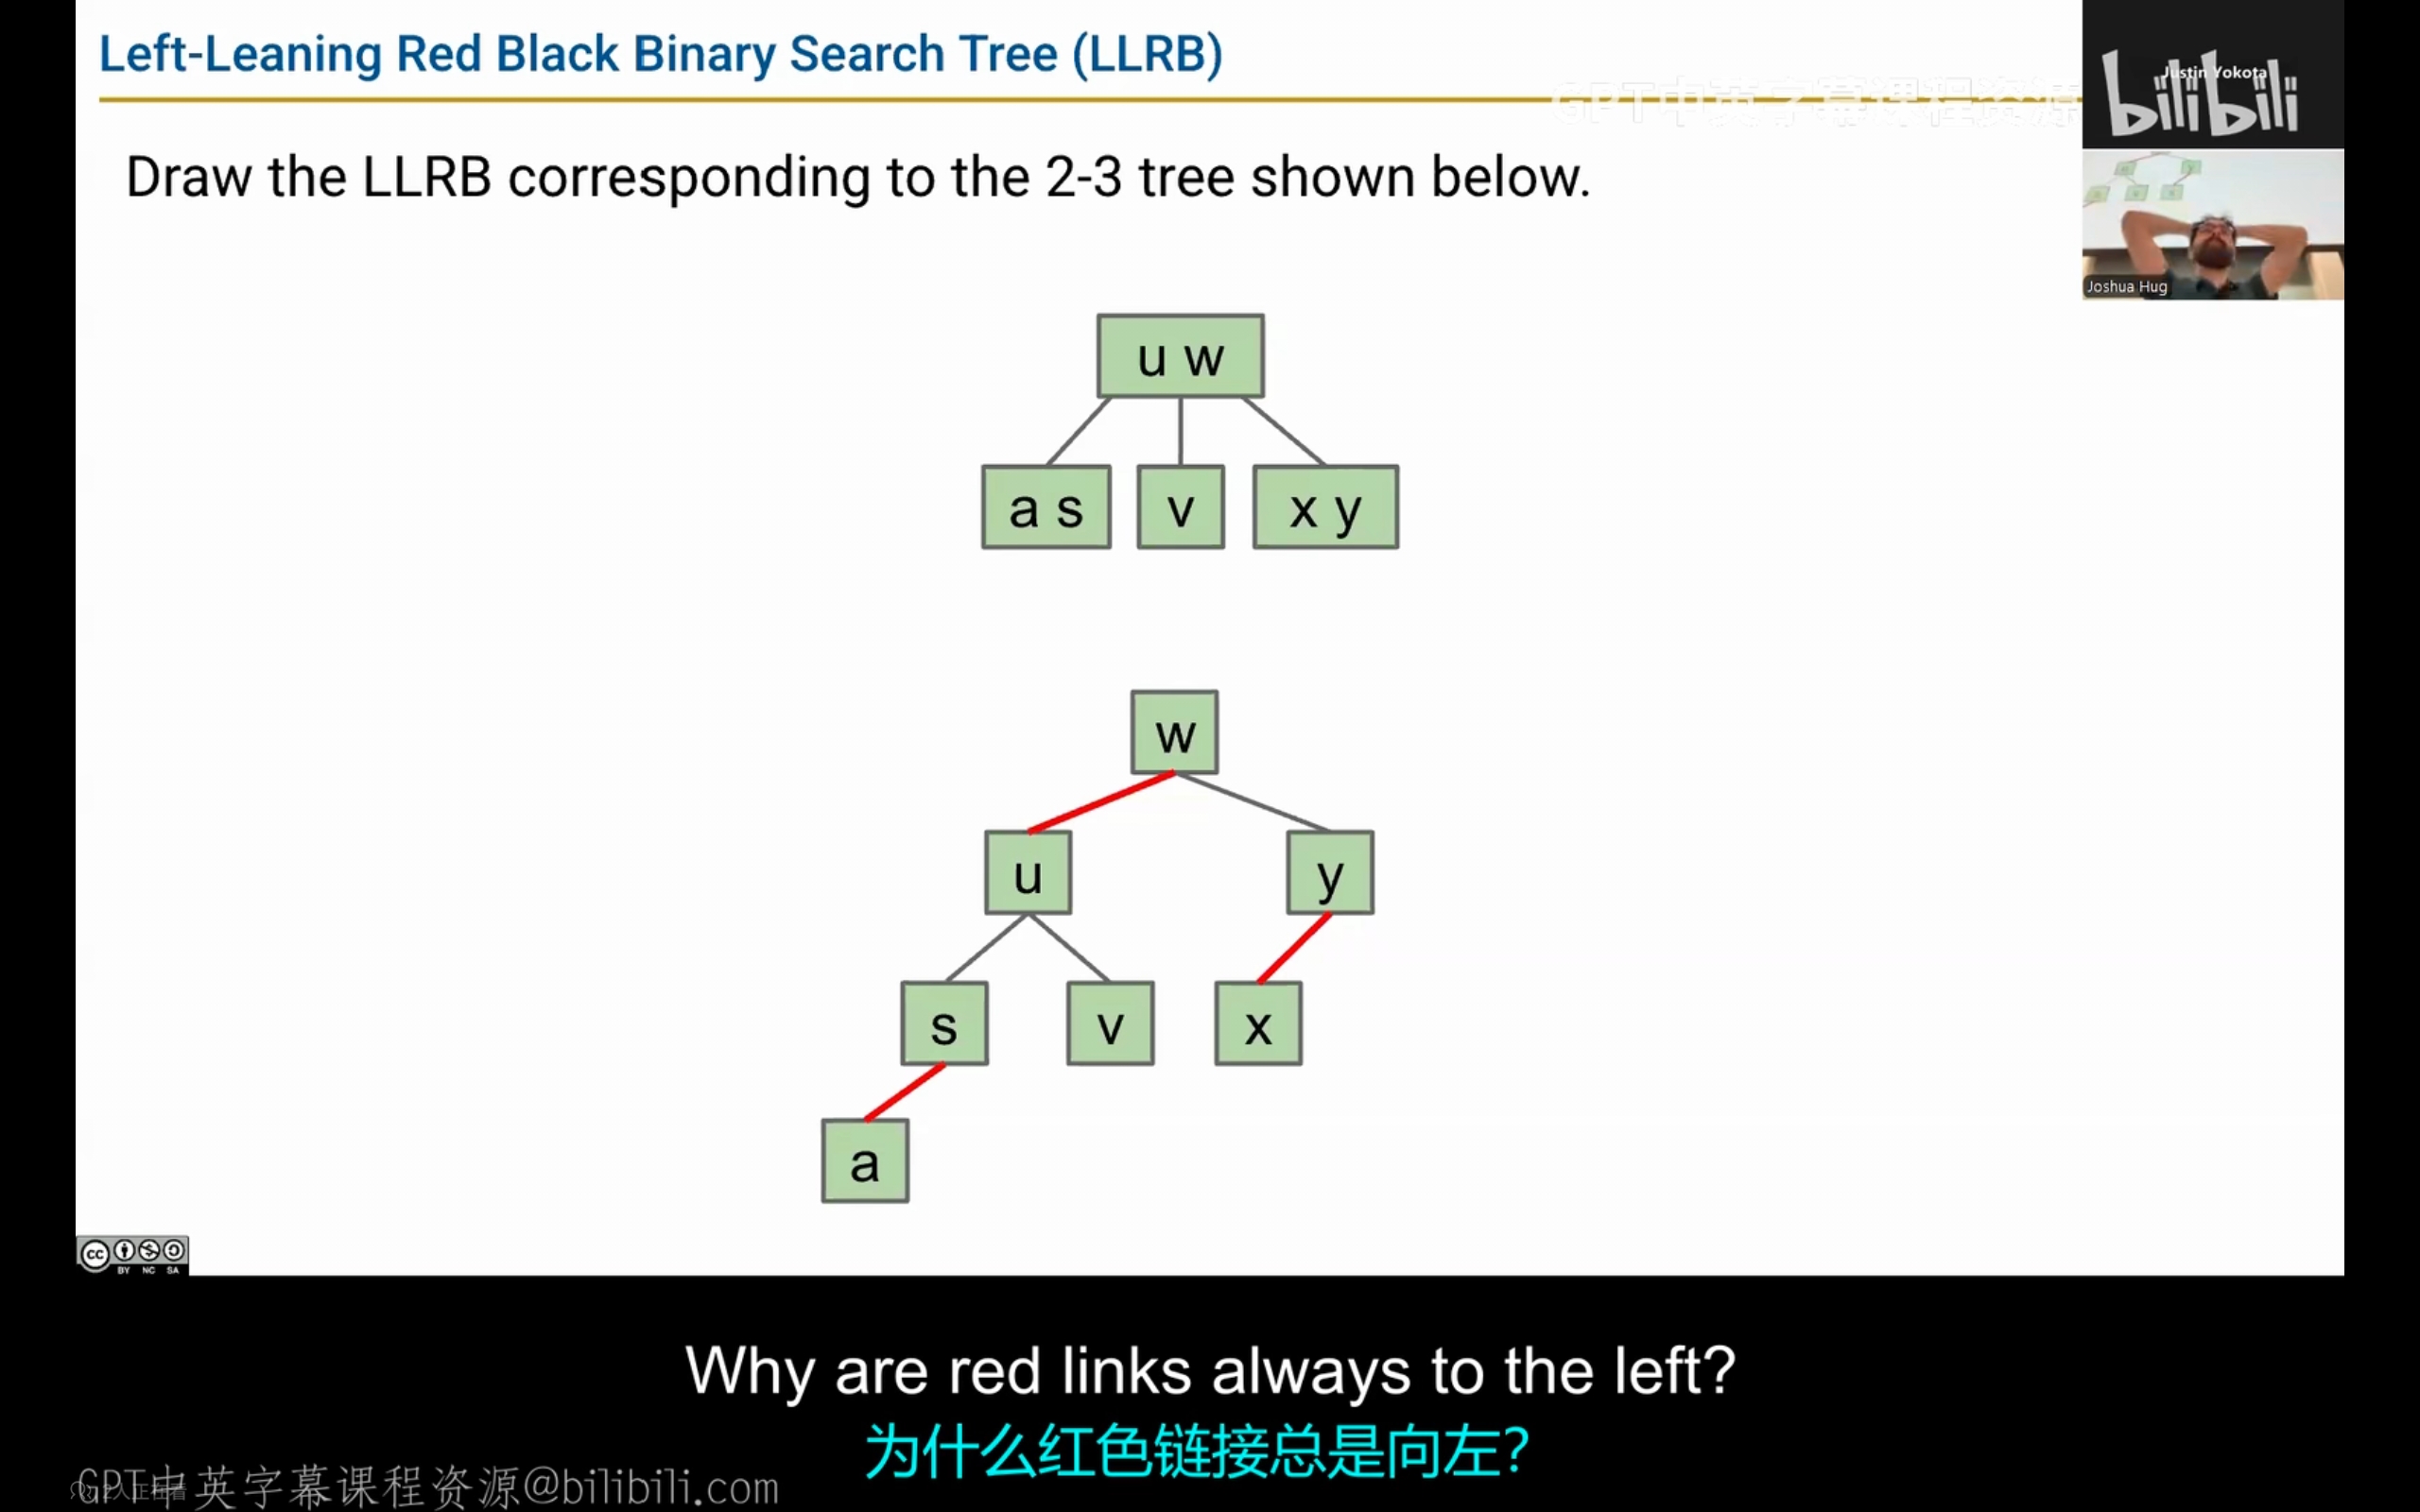 Left-Leaning Red Black Binary Search Tree (LLRB)
GPT中英字幕课程资源
Justin Yokota
bilibili
Draw the LLRB corresponding to the 2-3 tree shown below.
Joshua Hug
u w
a s
v
x y
w
u
y
s
v
x
a
cc
BY NC SA
Why are red links always to the left?
为什么红色链接总是向左？
GPT中英字幕课程资源@bilibili.com